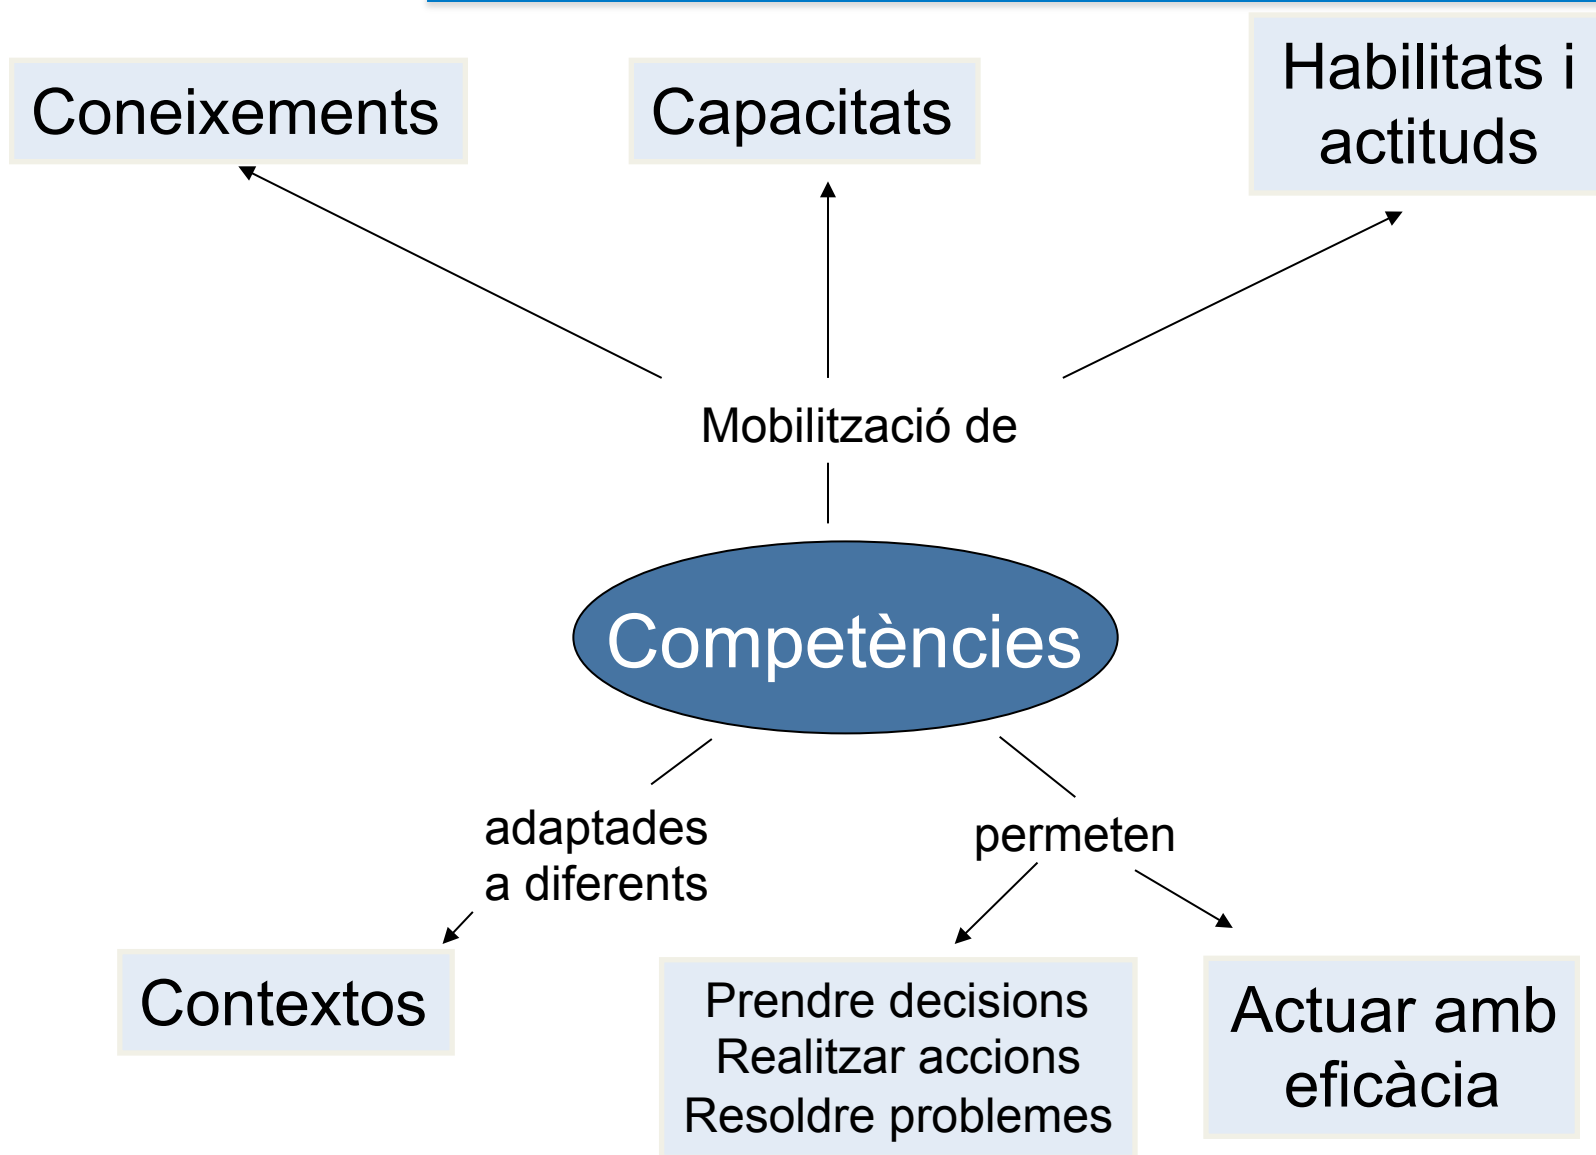 Coneixements
Capacitats
Habilitats i
actituds
Mobilització de
Competències
adaptades
a diferents
permeten
Contextos
Prendre decisions
Realitzar accions
Resoldre problemes
Actuar amb
eficàcia